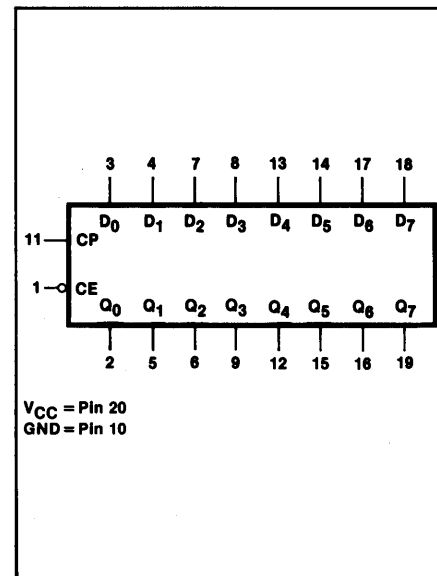 3 4 7 8 13 14 17 18
D0 D1 D2 D3 D4 D5 D6 D7
11 CP
1 CE
Q0 Q1 Q2 Q3 Q4 Q5 Q6 Q7
2 5 6 9 12 15 16 19
VCC = Pin 20
GND = Pin 10